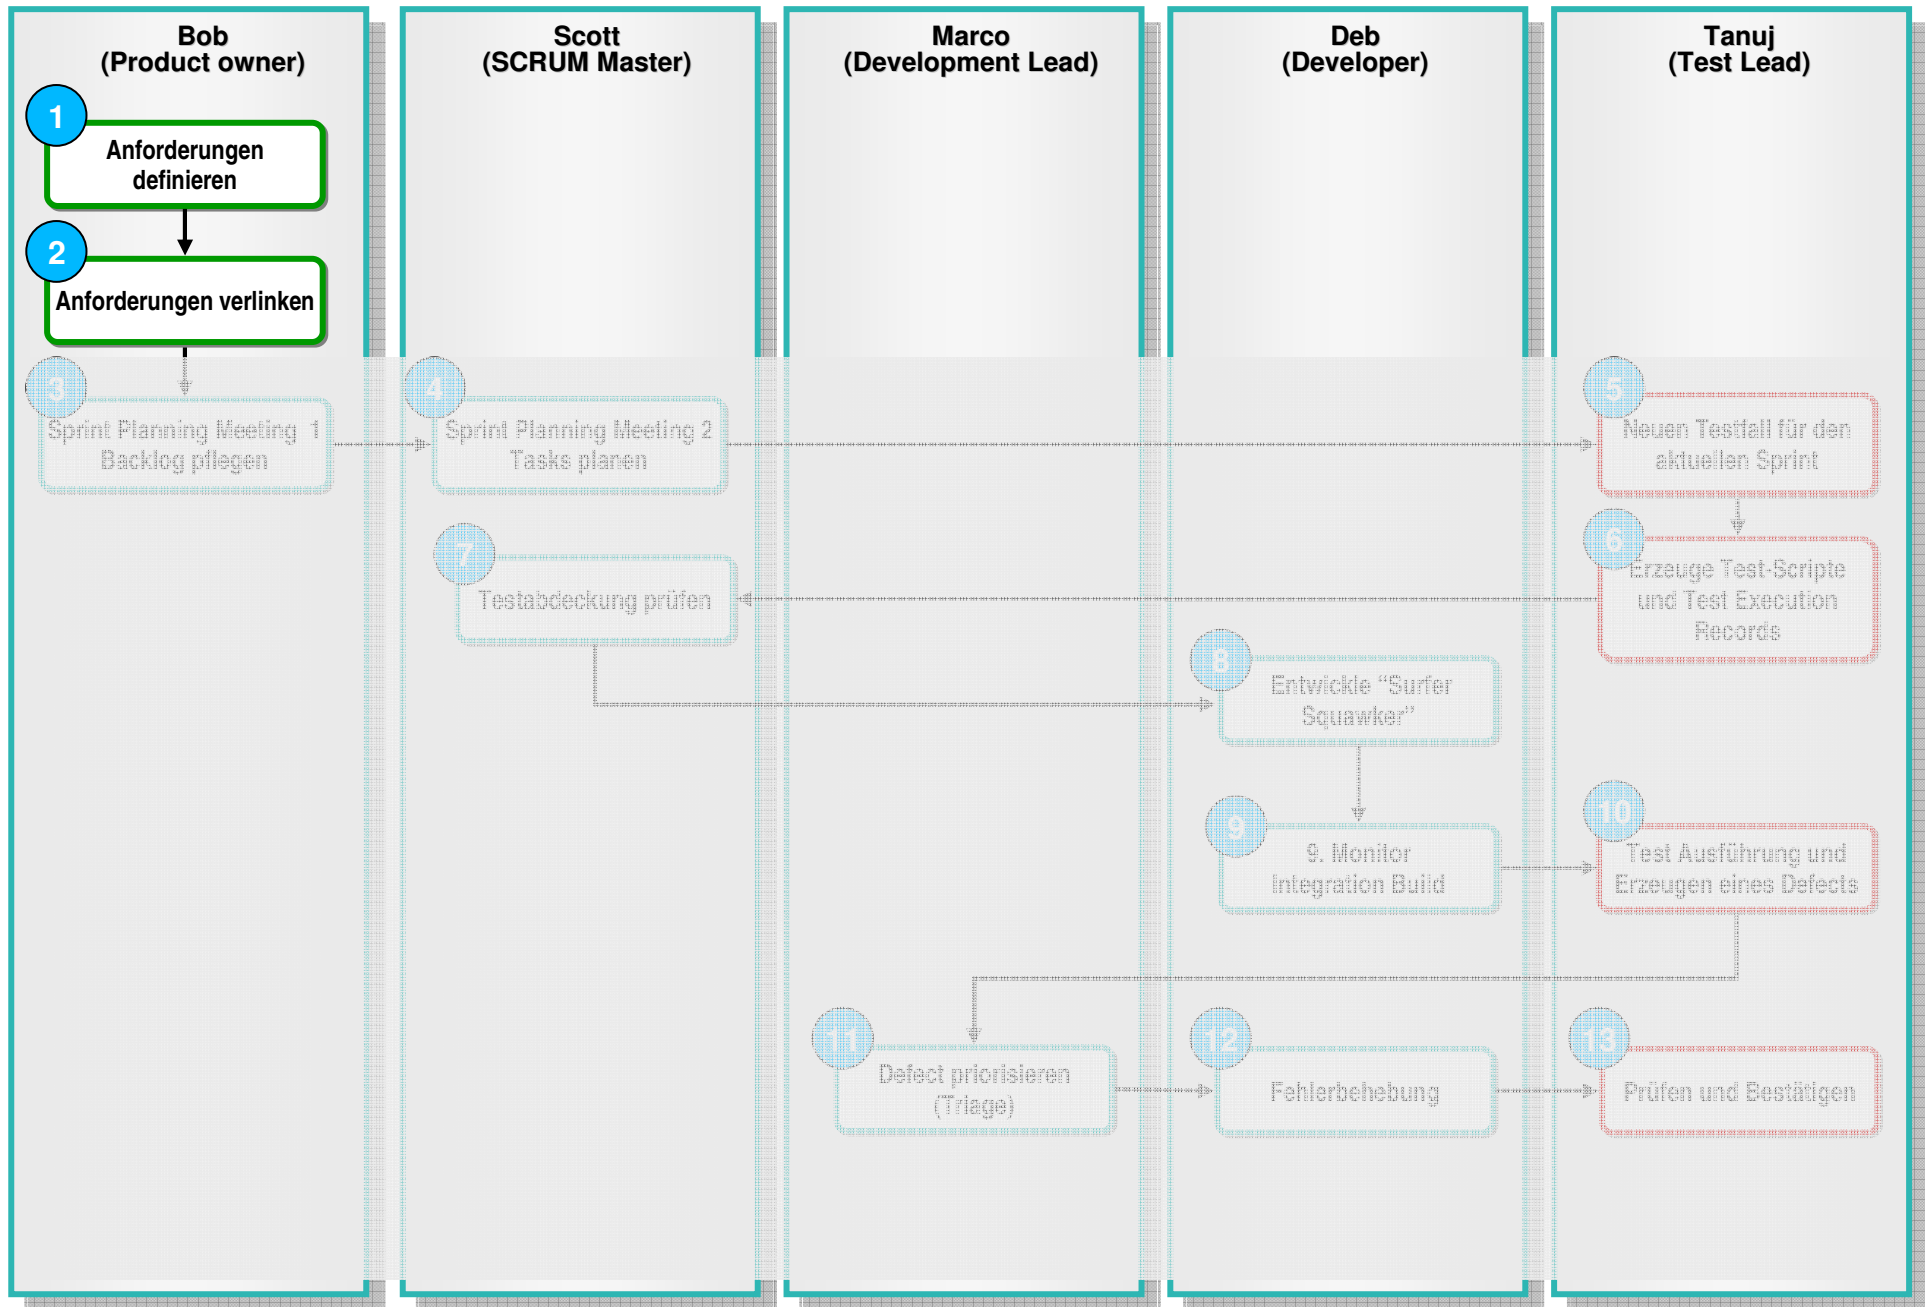 Bob
(Product owner)
Scott
(SCRUM Master)
Marco
(Development Lead)
Deb
(Developer)
Tanuj
(Test Lead)
1
Anforderungen
definieren
2
Anforderungen verlinken
3
Sprint Planning Meeting 1
4
Sprint Planning Meeting 2
Tasks planen
5
Neuen Testfall für den
aktuellen Sprint
6
Erzeuge Test-Scripte
und Test Execution
Records
7
Testabdeckung prüfen
8
Entwickle "Surfer
Squawker"
9
9. Monitor
Integration Build
10
Test Ausführung und
Erzeugen eines Defects
11
Defect priorisieren
(Triage)
12
Fehlerbehebung
13
Prüfen und Bestätigen